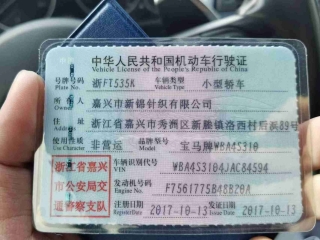 中华人民共和国机动车行驶证
Vehicle License of the People's Republic of China
号牌号码 浙FT535K 车辆类型 小型轿车
Plate No. Vehicle Type
所有人 嘉兴市新锦针织有限公司
Owner
住址 浙江省嘉兴市秀洲区新塍镇洛西村后浜89号
Address
使用性质 非营运 品牌型号 宝马牌WBA4S310
浙江省嘉兴市公安局交通警察支队
车辆识别代号 WBA4S3104JAC84594
VIN
发动机号码 F7561775B48B20A
Engine No.
注册日期 2017-10-13 发证日期 2017-10-13
Register Date Issue Date